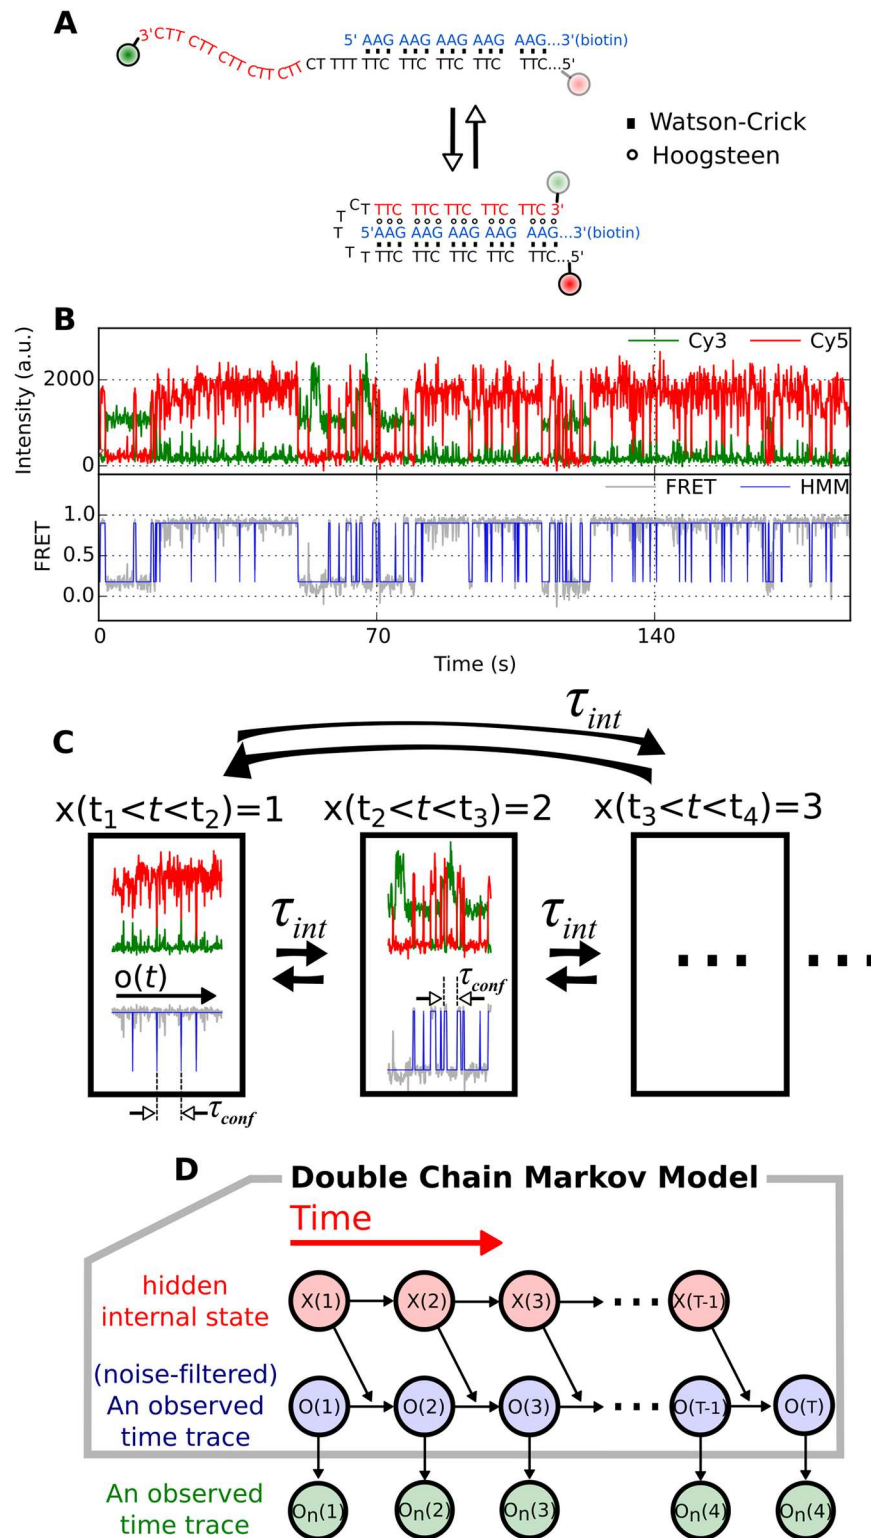 A
3'CTT CTT CTT CTT CTT CT TTT TTC TTC TTC TTC TTC...5'
5' AAG AAG AAG AAG AAG...3'(biotin)
Watson-Crick
Hoogsteen
T C T TTC TTC TTC TTC TTC 3'
T 5'AAG AAG AAG AAG AAG...3'(biotin)
T T TTC TTC TTC TTC TTC...5'
B
Intensity (a.u.)
2000
0
Cy3 Cy5
FRET
1.0
0.5
0.0
FRET HMM
0 70 140
Time (s)
C
τint
x(t1<t<t2)=1 x(t2<t<t3)=2 x(t3<t<t4)=3
τint τint
o(t)
τconf
τconf
D
Double Chain Markov Model
Time
hidden
internal state
X(1) X(2) X(3) X(T-1)
(noise-filtered)
An observed
time trace
O(1) O(2) O(3) O(T-1) O(T)
An observed
time trace
On(1) On(2) On(3) On(4) On(4)